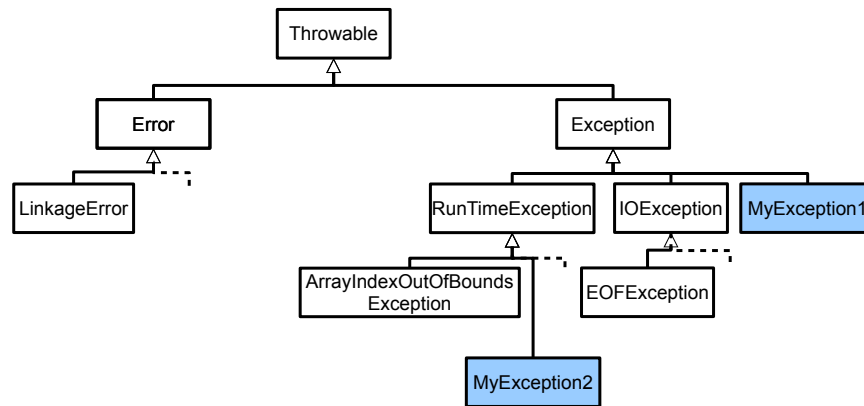 Throwable
Error
Exception
LinkageError
RunTimeException
IOException
MyException1
ArrayIndexOutOfBounds
Exception
EOFException
MyException2